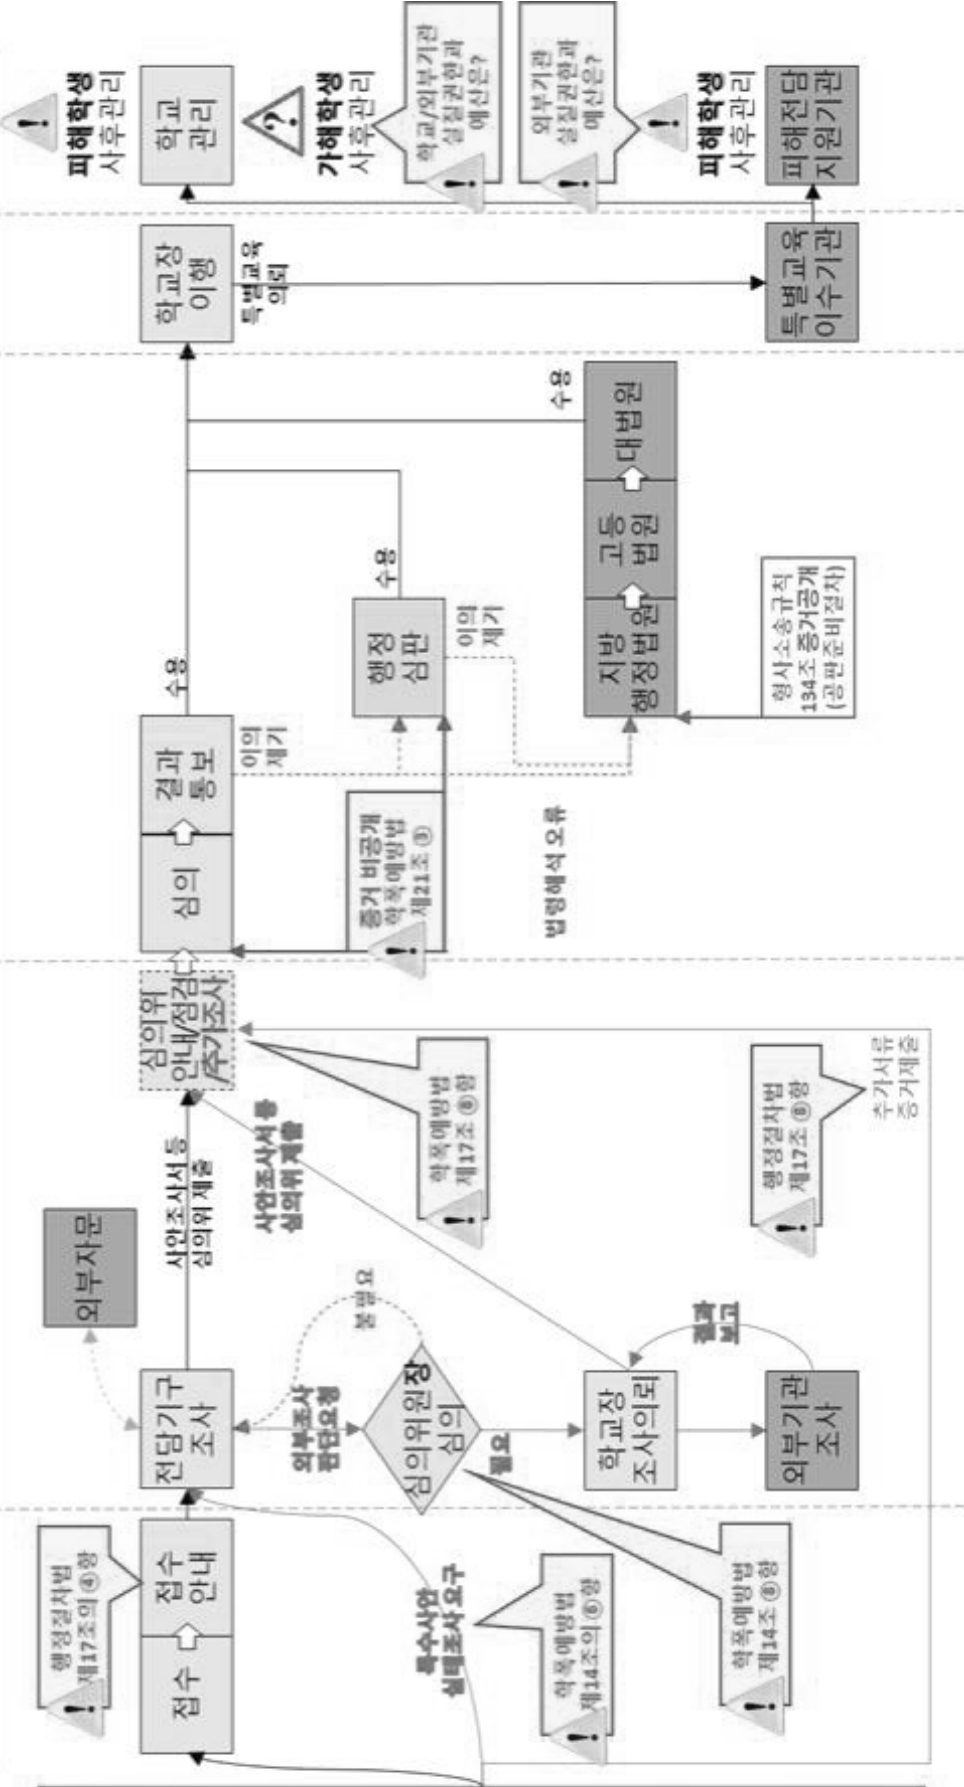 접수
접수
안내
행정절차법
제17조의 ④항
특수사안
실태조사 요구
학폭예방법
제14조의 ⑥항
학폭예방법
제14조 ⑧항
외부자문
전담기구
조사
외부조사
판단요청
불필요
심의위원장
심의
필요
학교장
조사의뢰
결과
보고
외부기관
조사
사안조사서 등
심의위 제출
사안조사서 등
심의위 제출
심의위
안내/점검
/추가조사
학폭예방법
제17조 ⑧항
행정절차법
제17조 ⑧항
추가서류
증거제출
심의
결과
통보
수용
이의
제기
증거 비공개
학폭예방법
제21조 ③
법령해석 오류
행정
심판
수용
이의
제기
지방
행정법원
고등
법원
대법원
수용
형사소송규칙
134조 증거공개
(공판준비절차)
학교장
이행
특별교육
의뢰
특별교육
이수기관
피해학생
사후관리
학교
관리
가해학생
사후관리
학교/외부기관
실질권한과
예산은?
외부기관
실질권한과
예산은?
피해학생
사후관리
피해전담
지원기관